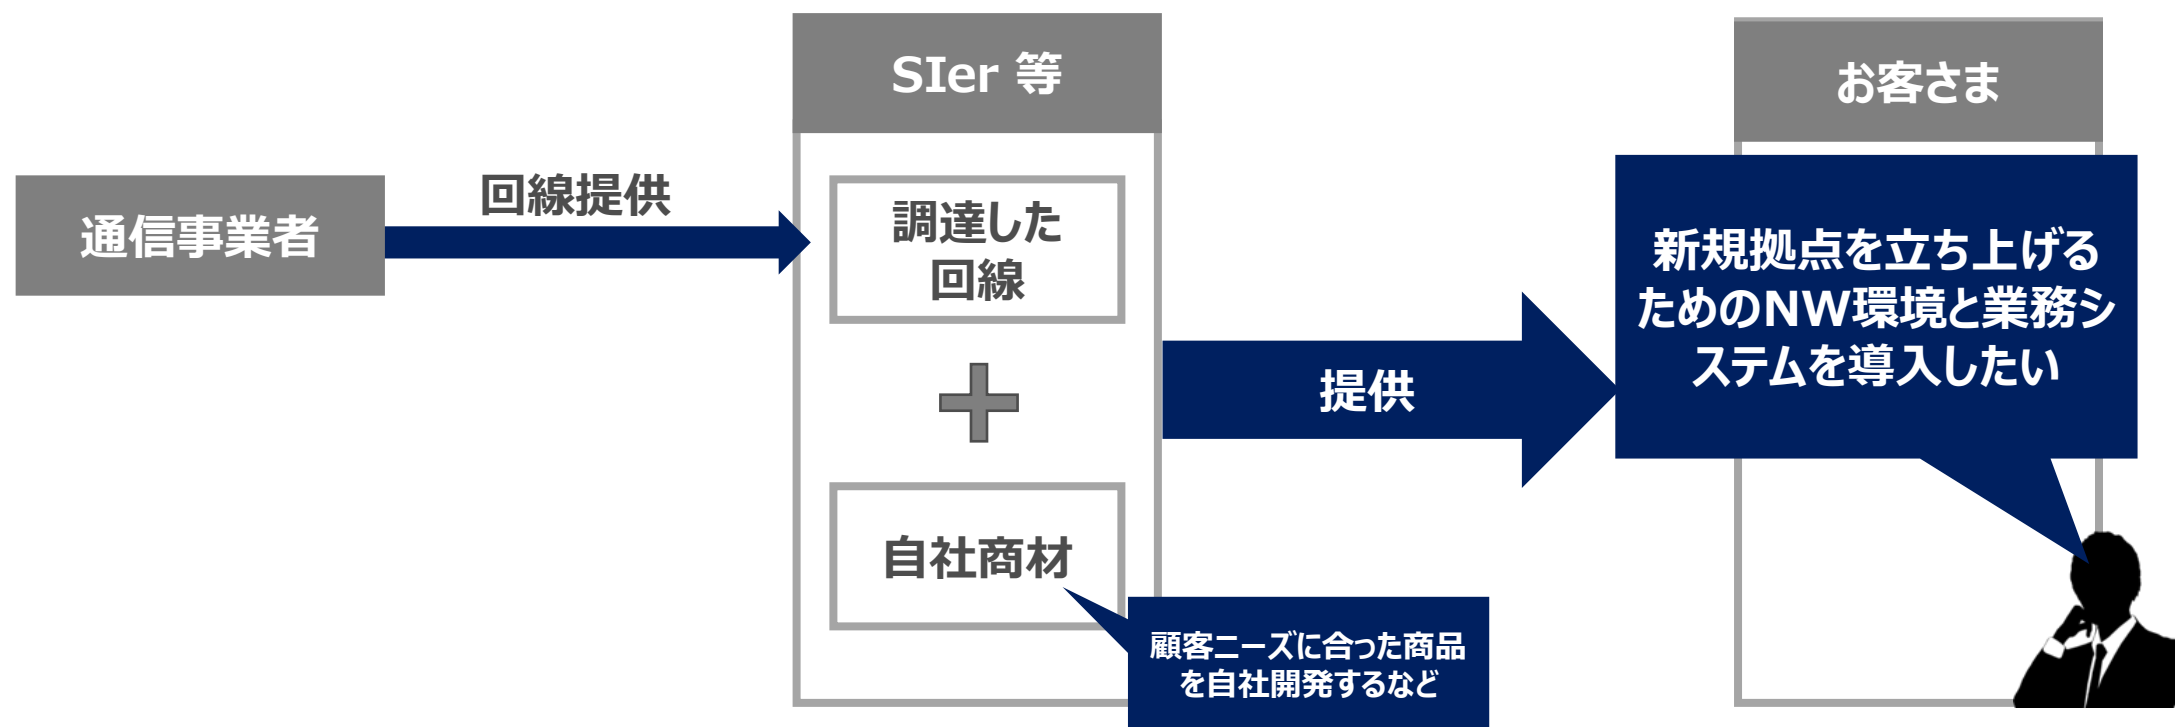 通信事業者
回線提供
SIer 等
調達した
回線
自社商材
顧客ニーズに合った商品
を自社開発するなど
提供
お客さま
新規拠点を立ち上げる
ためのNW環境と業務シ
ステムを導入したい